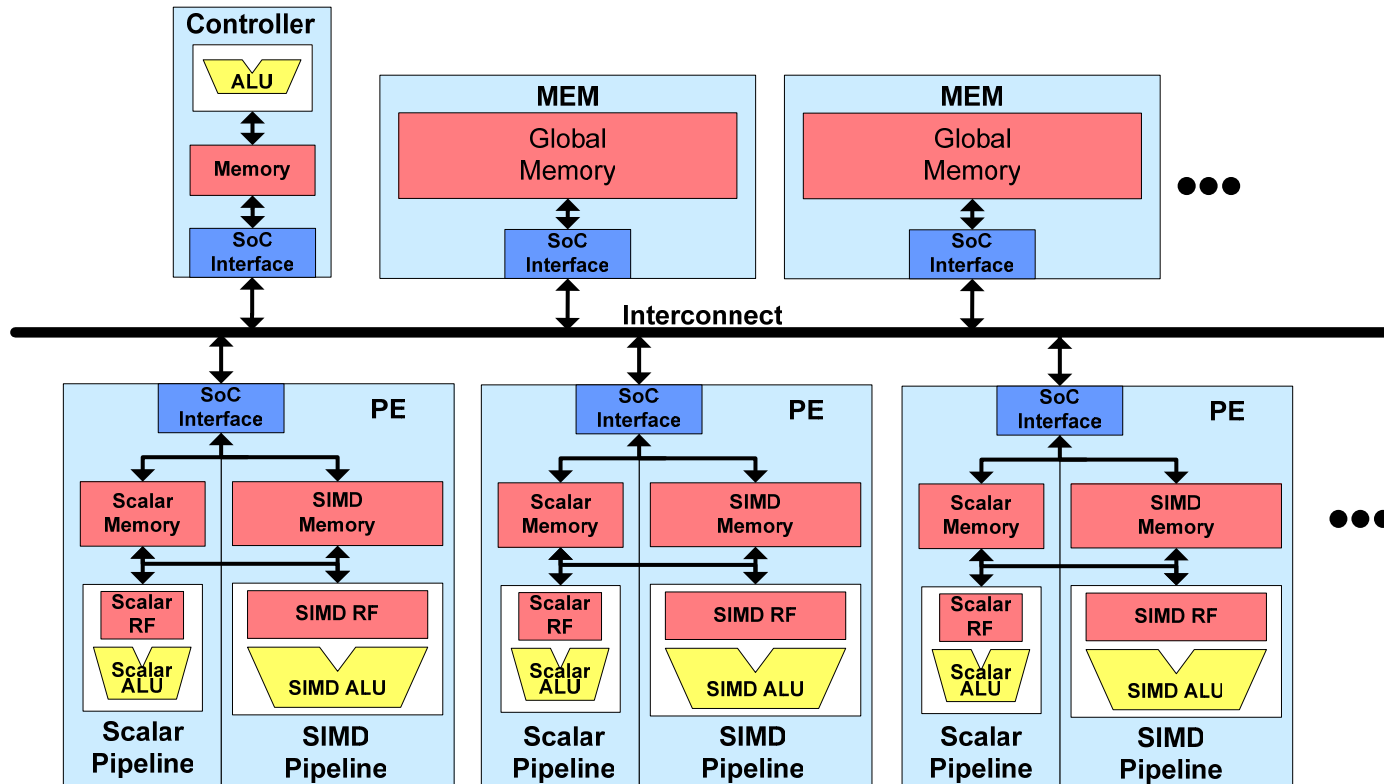 Controller
ALU
Memory
SoC
Interface
MEM
Global
Memory
SoC
Interface
MEM
Global
Memory
SoC
Interface
Interconnect
SoC
Interface
PE
Scalar
Memory
SIMD
Memory
Scalar
RF
SIMD RF
Scalar
ALU
SIMD ALU
Scalar
Pipeline
SIMD
Pipeline
SoC
Interface
PE
Scalar
Memory
SIMD
Memory
Scalar
RF
SIMD RF
Scalar
ALU
SIMD ALU
Scalar
Pipeline
SIMD
Pipeline
SoC
Interface
PE
Scalar
Memory
SIMD
Memory
Scalar
RF
SIMD RF
Scalar
ALU
SIMD ALU
Scalar
Pipeline
SIMD
Pipeline